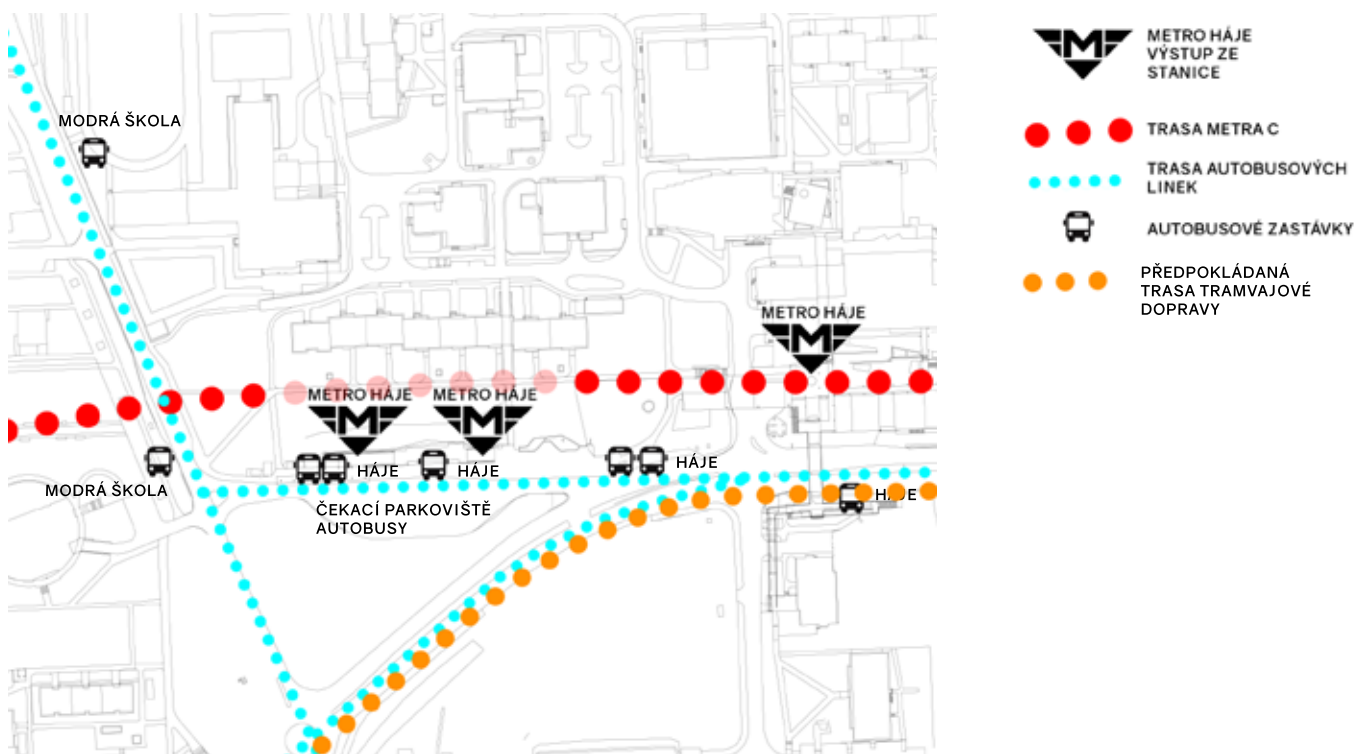 MODRÁ ŠKOLA
METRO HÁJE
METRO HÁJE
METRO HÁJE
HÁJE
HÁJE
HÁJE
MODRÁ ŠKOLA
HÁJE
ČEKACÍ PARKOVIŠTĚ
AUTOBUSY
METRO HÁJE
VÝSTUP ZE
STANICE
TRASA METRA C
TRASA AUTOBUSOVÝCH
LINEK
AUTOBUSOVÉ ZASTÁVKY
PŘEDPOKLÁDANÁ
TRASA TRAMVAJOVÉ
DOPRAVY